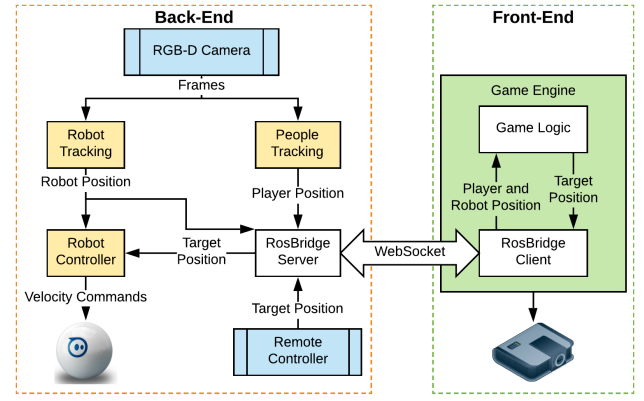 Back-End
Front-End
RGB-D Camera
Frames
Game Engine
Robot
Tracking
People
Tracking
Game Logic
Robot Position
Player Position
Player and
Robot Position
Target
Position
Robot
Controller
Target
Position
RosBridge
Server
WebSocket
RosBridge
Client
Velocity Commands
Target Position
Remote
Controller